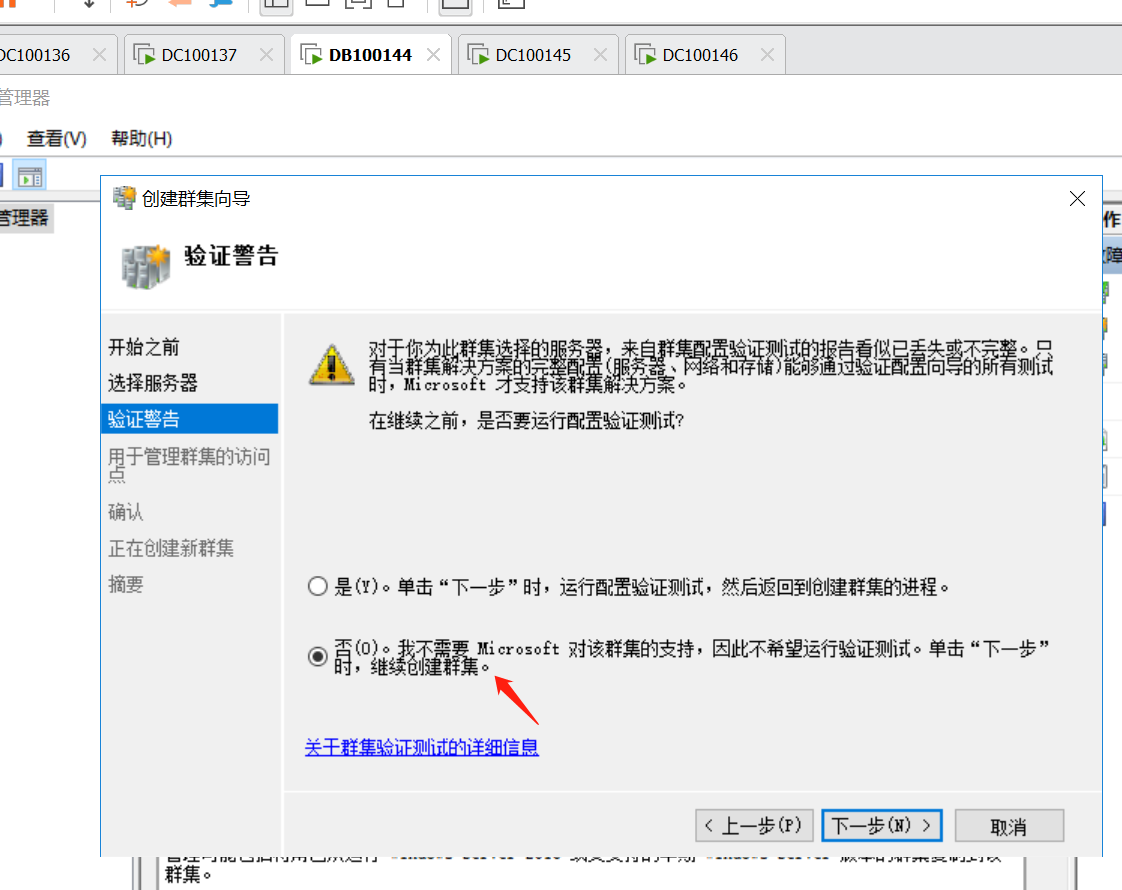 DC100136
DC100137
DB100144
DC100145
DC100146
管理器
查看(V) 帮助(H)
管理器
作
障
创建群集向导
验证警告
开始之前
选择服务器
验证警告
用于管理群集的访问
点
确认
正在创建新群集
摘要
对于你为此群集选择的服务器，来自群集配置验证测试的报告看似已丢失或不完整。只
有当群集解决方案的完整配置(服务器、网络和存储)能够通过验证配置向导的所有测试
时，Microsoft 才支持该群集解决方案。
在继续之前，是否要运行配置验证测试?
是(Y)。单击“下一步”时，运行配置验证测试，然后返回到创建群集的进程。
否(O)。我不需要 Microsoft 对该群集的支持，因此不希望运行验证测试。单击“下一步”
时，继续创建群集。
关于群集验证测试的详细信息
< 上一步(P) 下一步(N) > 取消
群集。